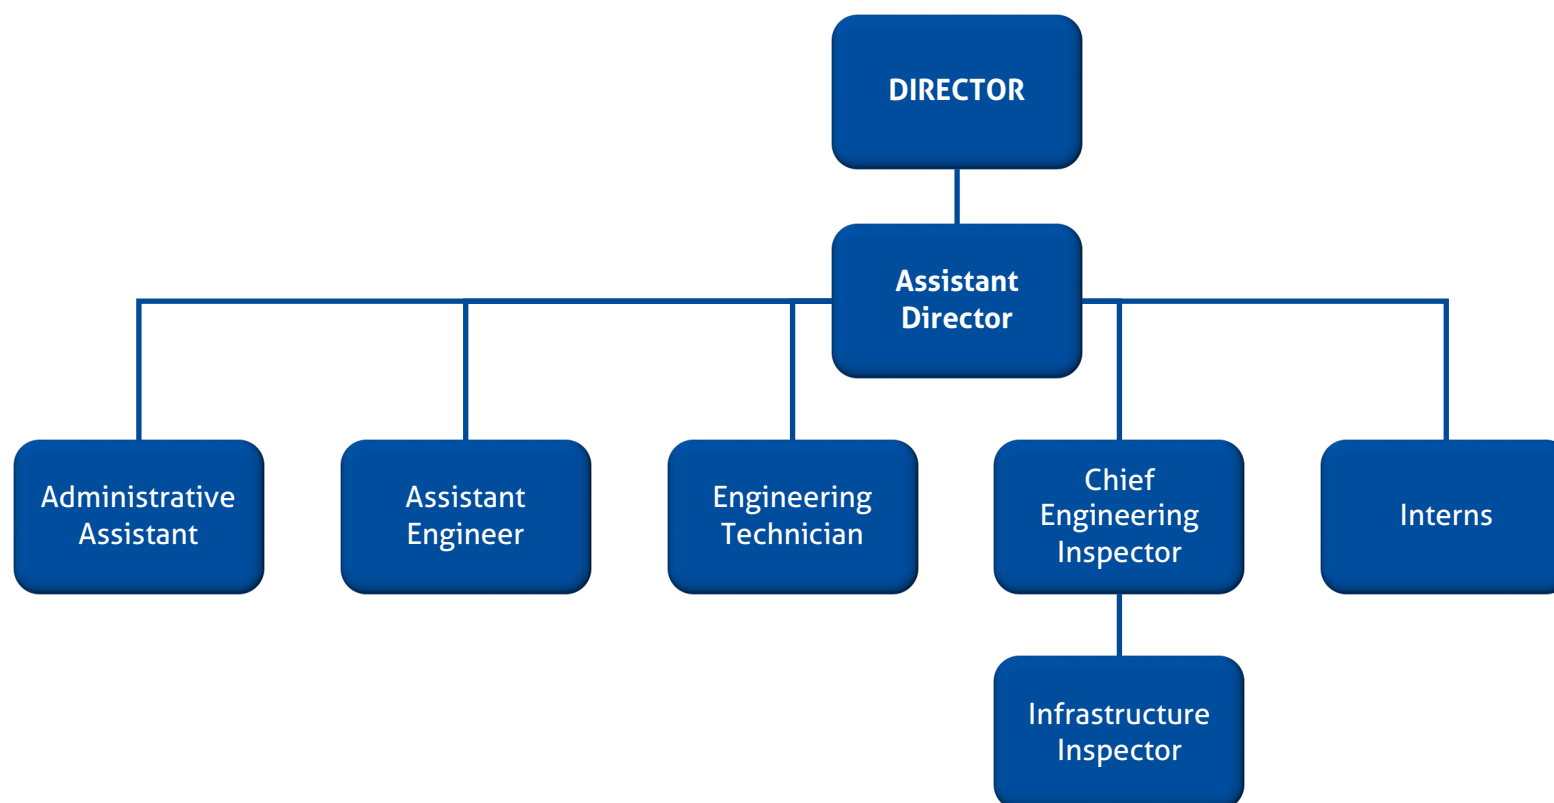 DIRECTOR
Assistant
Director
Administrative
Assistant
Assistant
Engineer
Engineering
Technician
Chief
Engineering
Inspector
Interns
Infrastructure
Inspector